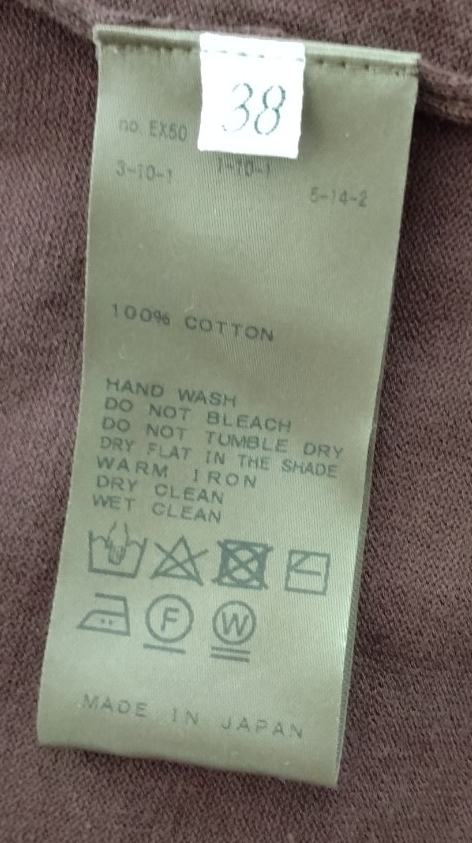 38
no. EX50
3-10-1 1-10-1 5-14-2
100% COTTON
HAND WASH
DO NOT BLEACH
DO NOT TUMBLE DRY
DRY FLAT IN THE SHADE
WARM IRON
DRY CLEAN
WET CLEAN
F W
MADE IN JAPAN